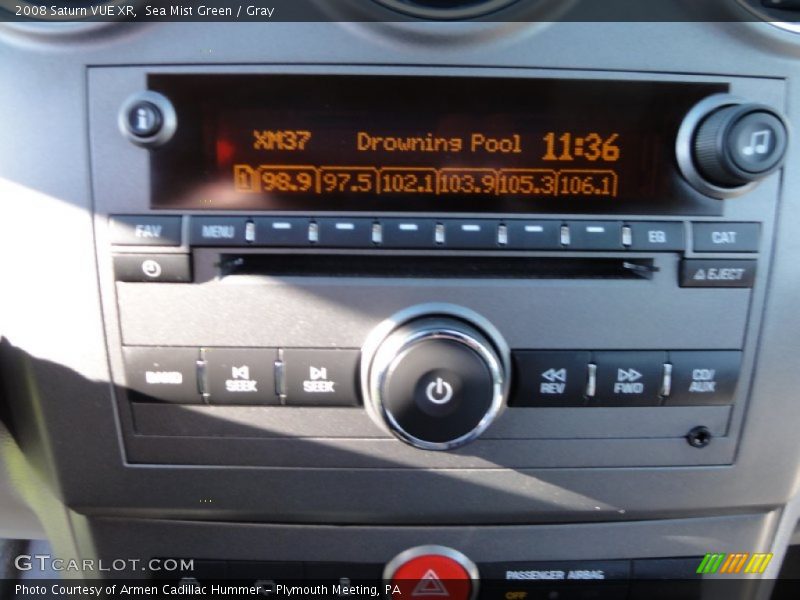 2008 Saturn VUE XR, Sea Mist Green / Gray
XM37 Drowning Pool 11:36
1 98.9 97.5 102.1 103.9 105.3 106.1
FAV MENU EQ CAT
EJECT
BAND SEEK SEEK REV FWD CD/AUX
PASSENGER AIRBAG
OFF
GTCARLOT.COM
Photo Courtesy of Armen Cadillac Hummer - Plymouth Meeting, PA